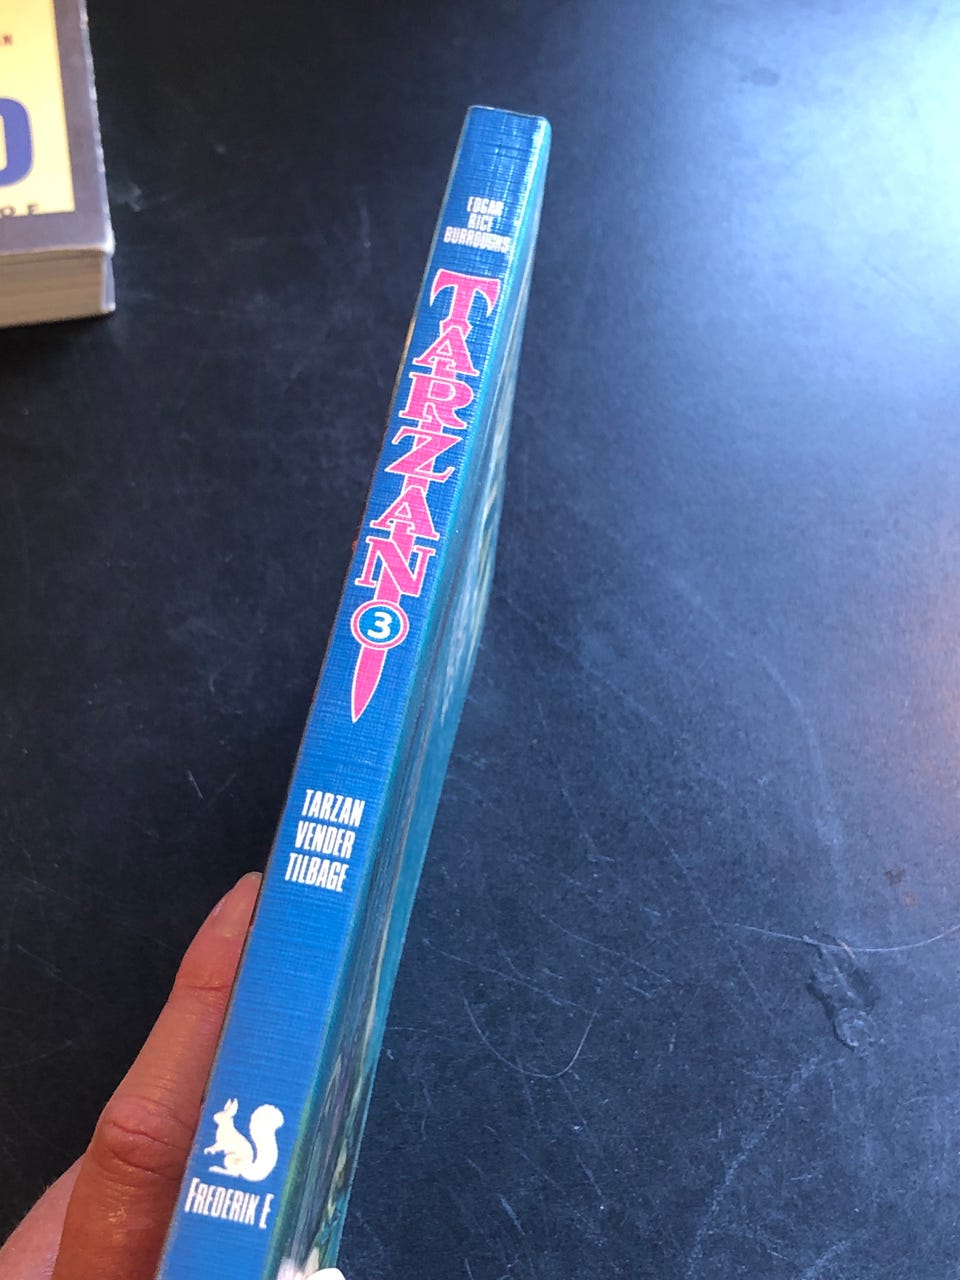 EDGAR
RICE
BURROUGHS
TARZAN
3
TARZAN
VENDER
TILBAGE
FREDERIK E